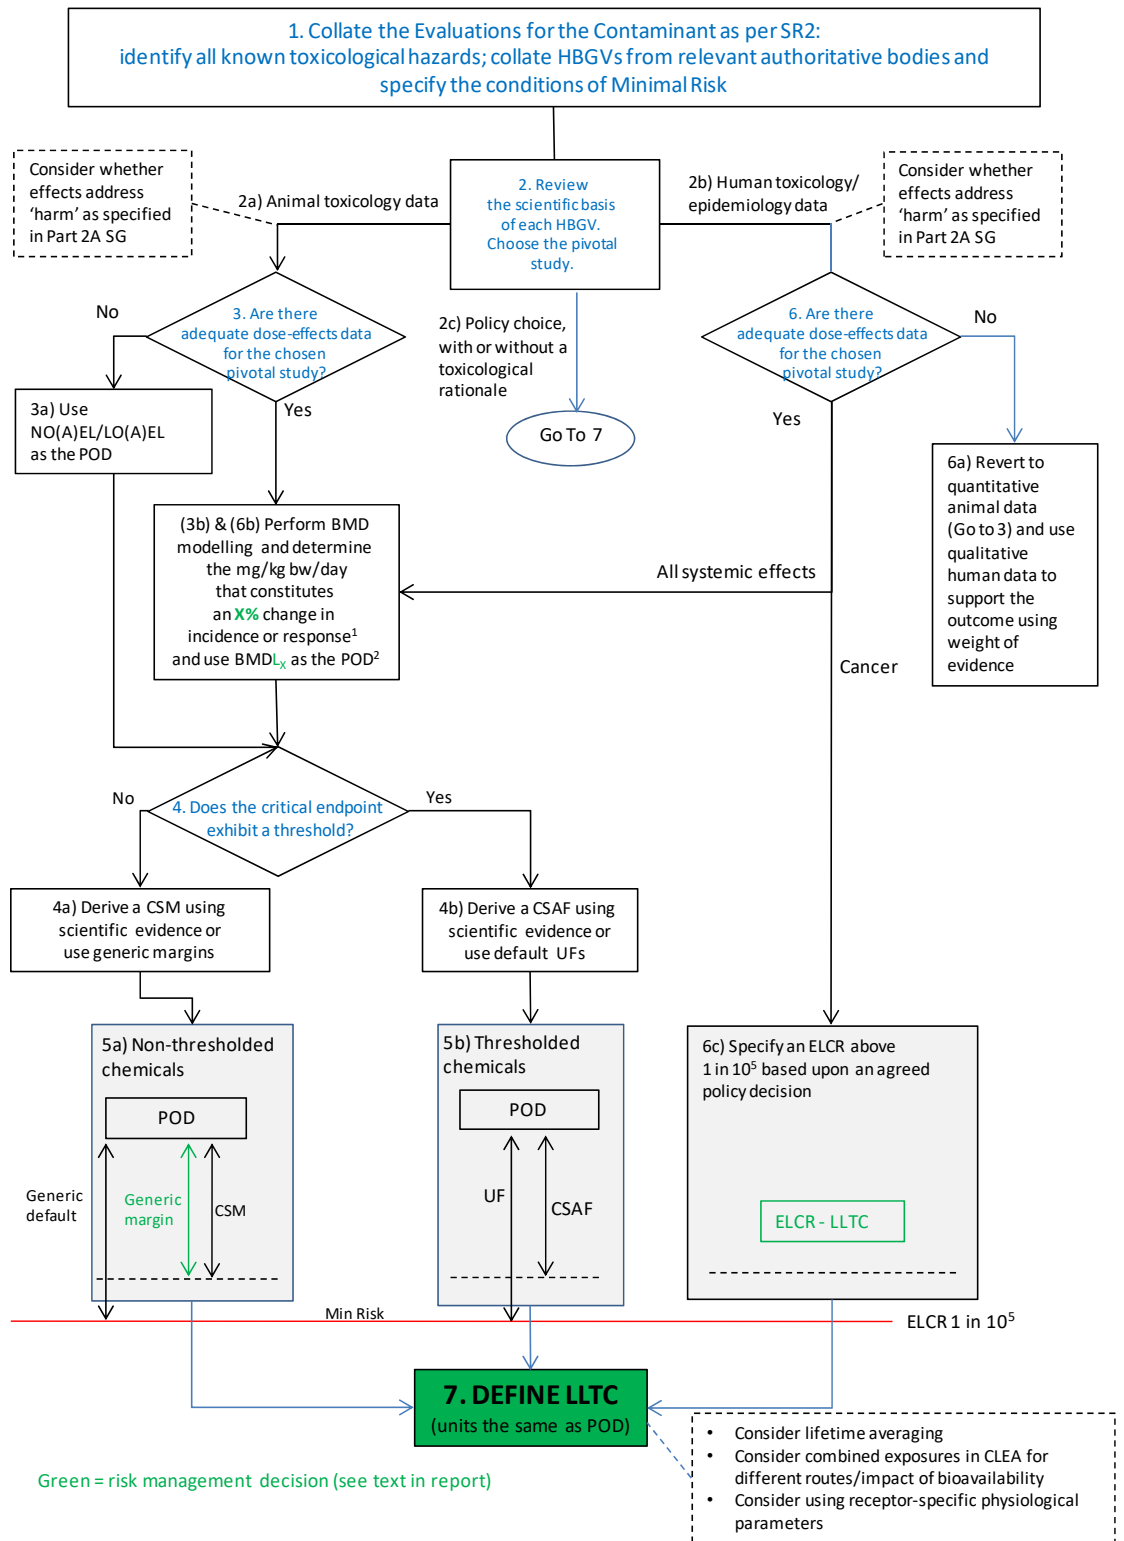 1. Collate the Evaluations for the Contaminant as per SR2:
identify all known toxicological hazards; collate HBGVs from relevant authoritative bodies and
specify the conditions of Minimal Risk
Consider whether
effects address
‘harm’ as specified
in Part 2A SG
2a) Animal toxicology data
2. Review
the scientific basis
of each HBGV.
Choose the pivotal
study.
2b) Human toxicology/
epidemiology data
Consider whether
effects address
‘harm’ as specified
in Part 2A SG
No
3. Are there
adequate dose-effects data
for the chosen
pivotal study?
2c) Policy choice,
with or without a
toxicological
rationale
6. Are there
adequate dose-effects data
for the chosen
pivotal study?
No
3a) Use
NO(A)EL/LO(A)EL
as the POD
Yes
Go To 7
Yes
6a) Revert to
quantitative
animal data
(Go to 3) and use
qualitative
human data to
support the
outcome using
weight of
evidence
(3b) & (6b) Perform BMD
modelling and determine
the mg/kg bw/day
that constitutes
an X% change in
incidence or response¹
and use BMDLₓ as the POD²
All systemic effects
Cancer
No
4. Does the critical endpoint
exhibit a threshold?
Yes
4a) Derive a CSM using
scientific evidence or
use generic margins
4b) Derive a CSAF using
scientific evidence or
use default UFs
5a) Non-thresholded
chemicals
POD
Generic
default
Generic
margin
CSM
5b) Thresholded
chemicals
POD
UF
CSAF
6c) Specify an ELCR above
1 in 10⁵ based upon an agreed
policy decision
ELCR - LLTC
Min Risk
ELCR 1 in 10⁵
7. DEFINE LLTC
(units the same as POD)
• Consider lifetime averaging
• Consider combined exposures in CLEA for
different routes/impact of bioavailability
• Consider using receptor-specific physiological
parameters
Green = risk management decision (see text in report)